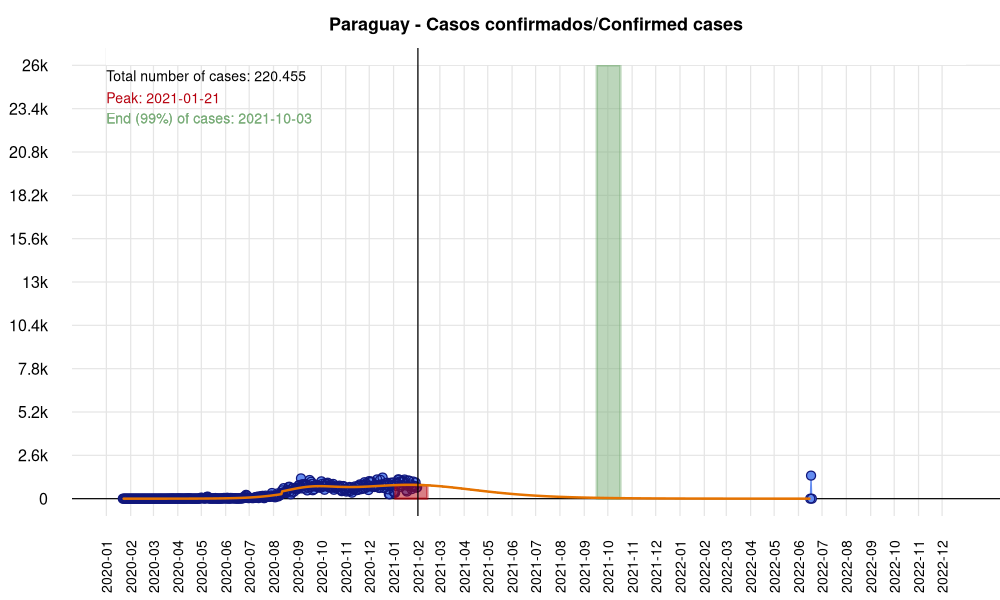 Paraguay - Casos confirmados/Confirmed cases
26k
Total number of cases: 220.455
Peak: 2021-01-21
23.4k
End (99%) of cases: 2021-10-03
20.8k
18.2k
15.6k
13k
10.4k
7.8k
5.2k
2.6k
0
2020-01
2020-02
2020-03
2020-04
2020-05
2020-06
2020-07
2020-08
2020-09
2020-10
2020-11
2020-12
2021-01
2021-02
2021-03
2021-04
2021-05
2021-06
2021-07
2021-08
2021-09
2021-10
2021-11
2021-12
2022-01
2022-02
2022-03
2022-04
2022-05
2022-06
2022-07
2022-08
2022-09
2022-10
2022-11
2022-12